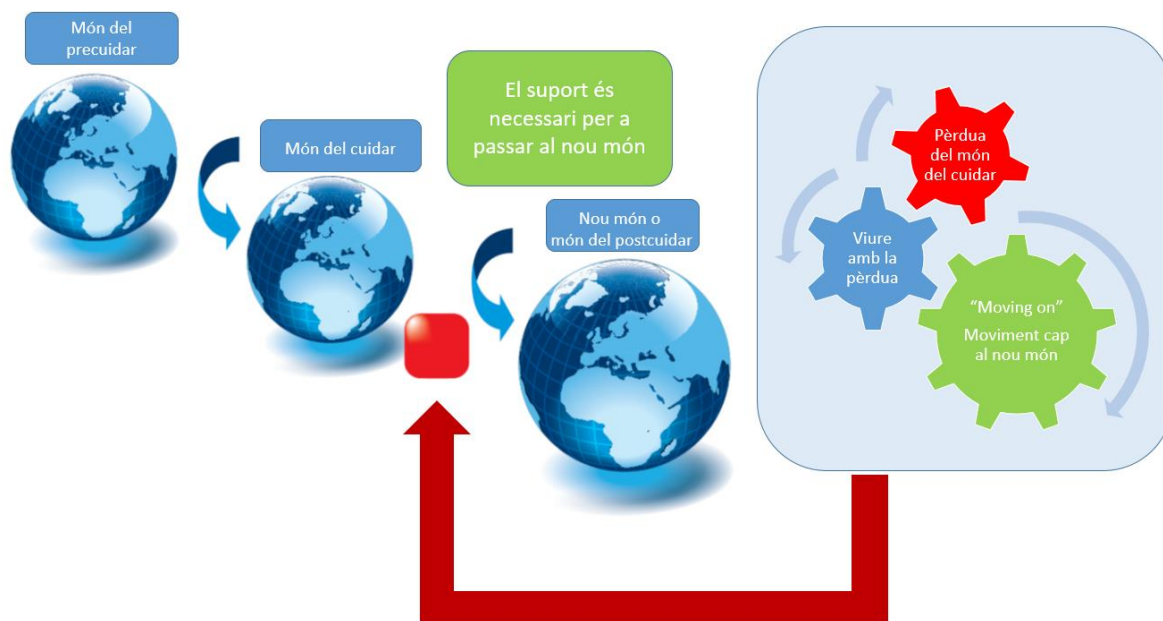 Món del
precuidar
Món del cuidar
El suport és
necessari per a
passar al nou món
Nou món o
món del postcuidar
Pèrdua
del món
del cuidar
Viure
amb la
pèrdua
“Moving on”
Moviment cap
al nou món